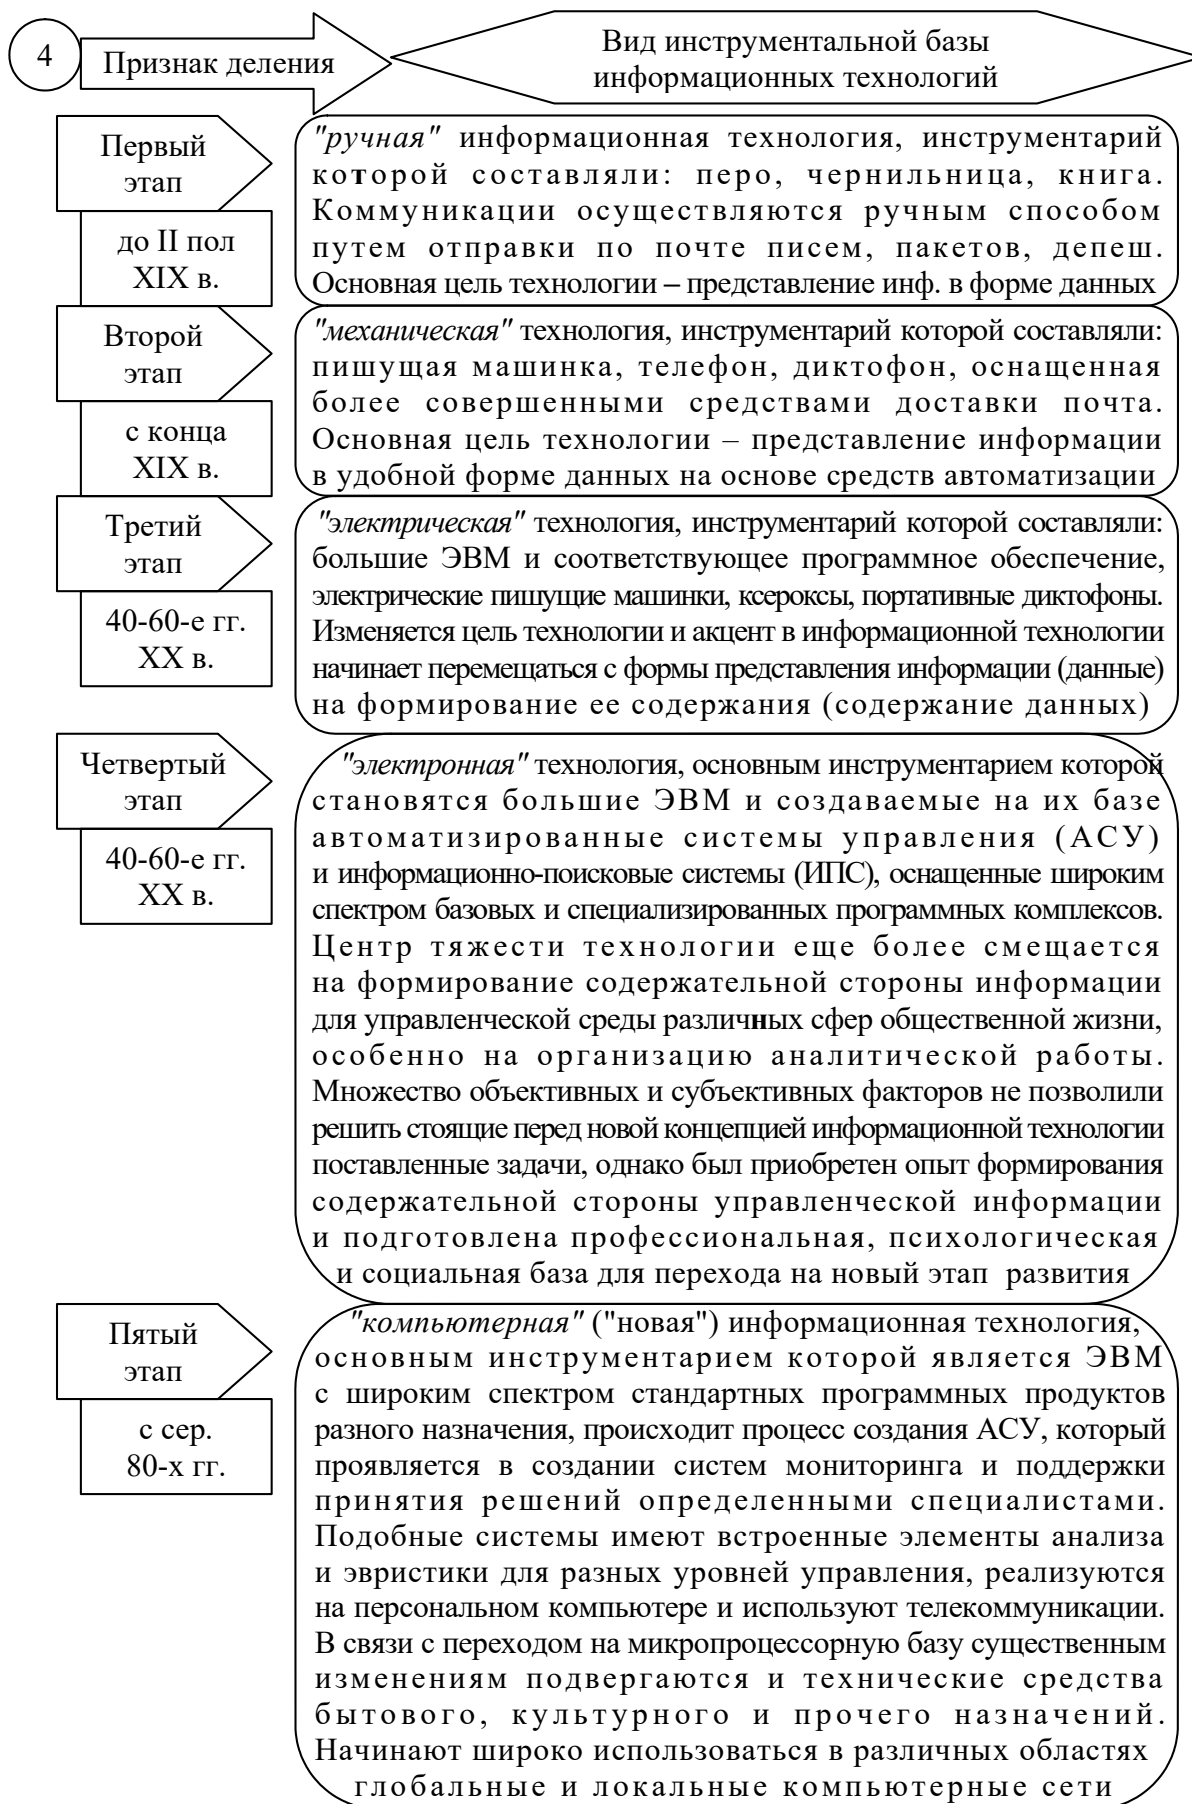 4
Признак деления
Вид инструментальной базы
информационных технологий
Первый
этап
до II пол
XIX в.
"ручная" информационная технология, инструментарий
которой составляли: перо, чернильница, книга.
Коммуникации осуществляются ручным способом
путем отправки по почте писем, пакетов, депеш.
Основная цель технологии – представление инф. в форме данных
Второй
этап
с конца
XIX в.
"механическая" технология, инструментарий которой составляли:
пишущая машинка, телефон, диктофон, оснащенная
более совершенными средствами доставки почта.
Основная цель технологии – представление информации
в удобной форме данных на основе средств автоматизации
Третий
этап
40-60-е гг.
XX в.
"электрическая" технология, инструментарий которой составляли:
большие ЭВМ и соответствующее программное обеспечение,
электрические пишущие машинки, ксероксы, портативные диктофоны.
Изменяется цель технологии и акцент в информационной технологии
начинает перемещаться с формы представления информации (данные)
на формирование ее содержания (содержание данных)
Четвертый
этап
40-60-е гг.
XX в.
"электронная" технология, основным инструментарием которой
становятся большие ЭВМ и создаваемые на их базе
автоматизированные системы управления (АСУ)
и информационно-поисковые системы (ИПС), оснащенные широким
спектром базовых и специализированных программных комплексов.
Центр тяжести технологии еще более смещается
на формирование содержательной стороны информации
для управленческой среды различных сфер общественной жизни,
особенно на организацию аналитической работы.
Множество объективных и субъективных факторов не позволили
решить стоящие перед новой концепцией информационной технологии
поставленные задачи, однако был приобретен опыт формирования
содержательной стороны управленческой информации
и подготовлена профессиональная, психологическая
и социальная база для перехода на новый этап развития
Пятый
этап
с сер.
80-х гг.
"компьютерная" ("новая") информационная технология,
основным инструментарием которой является ЭВМ
с широким спектром стандартных программных продуктов
разного назначения, происходит процесс создания АСУ, который
проявляется в создании систем мониторинга и поддержки
принятия решений определенными специалистами.
Подобные системы имеют встроенные элементы анализа
и эвристики для разных уровней управления, реализуются
на персональном компьютере и используют телекоммуникации.
В связи с переходом на микропроцессорную базу существенным
изменениям подвергаются и технические средства
бытового, культурного и прочего назначений.
Начинают широко использоваться в различных областях
глобальные и локальные компьютерные сети